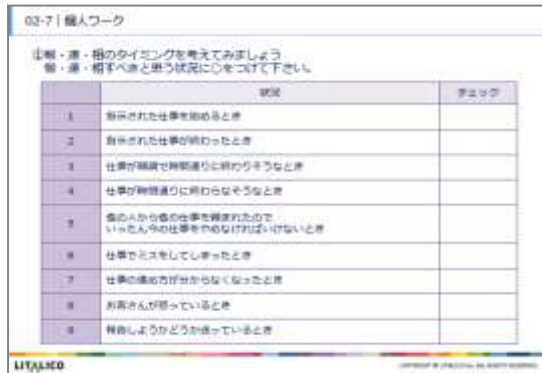 02-7 | 個人ワーク
①報・連・相のタイミングを考えてみましょう
報・連・相すべきと思う状況に○をつけて下さい。
状況 チェック
1 指示された仕事を始めるとき
2 指示された仕事が終わったとき
3 仕事が順調で時間通りに終わりそうなとき
4 仕事が時間通りに終わらなそうなとき
5 他の人から他の仕事を頼まれたので
いったん今の仕事をやめなければいけないとき
6 仕事でミスをしてしまったとき
7 仕事の進め方が分からなくなったとき
8 お客さんが怒っているとき
9 報告しようかどうか迷っているとき
LITALICO